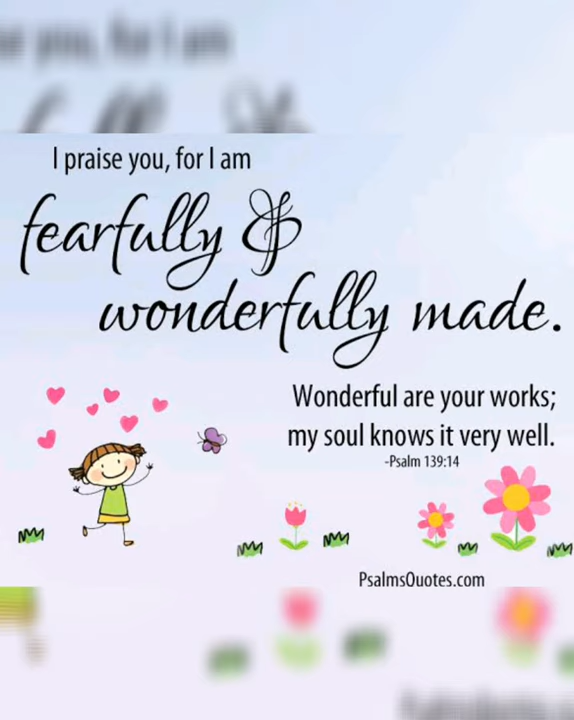 I praise you, for I am
fearfully &
wonderfully made.
Wonderful are your works;
my soul knows it very well.
-Psalm 139:14
PsalmsQuotes.com